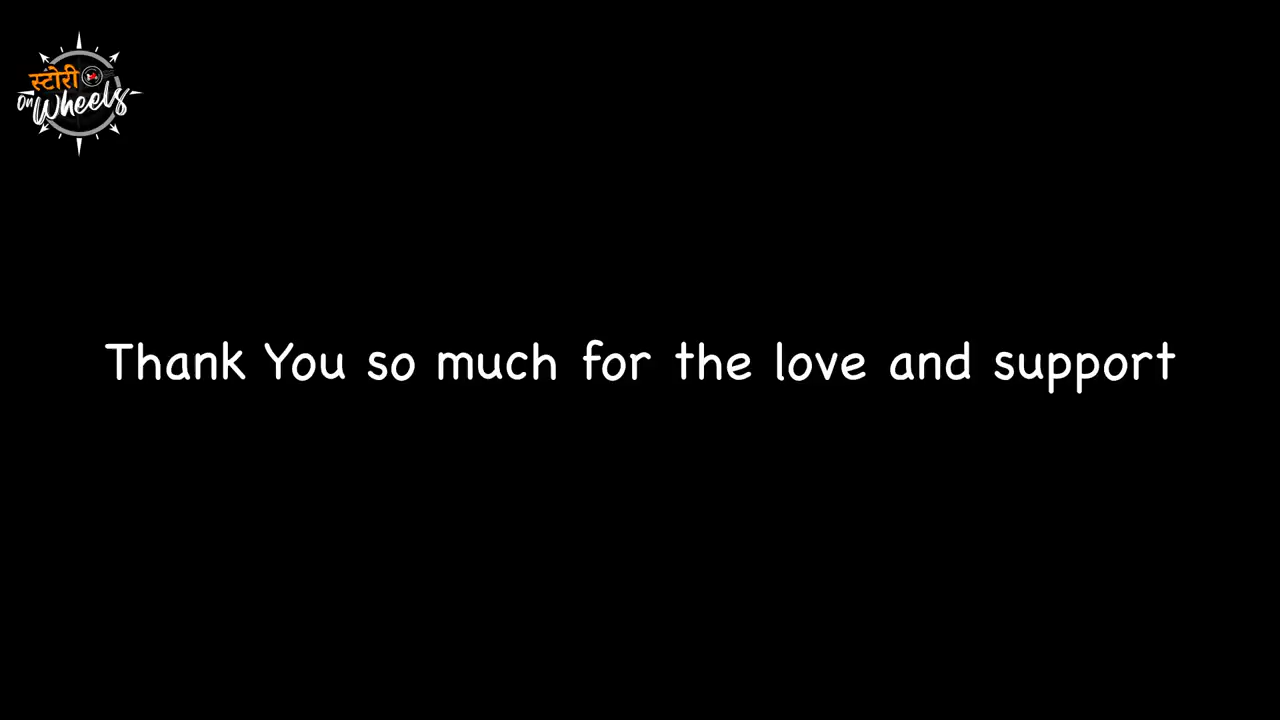 स्टोरी
On Wheels
Thank You so much for the love and support